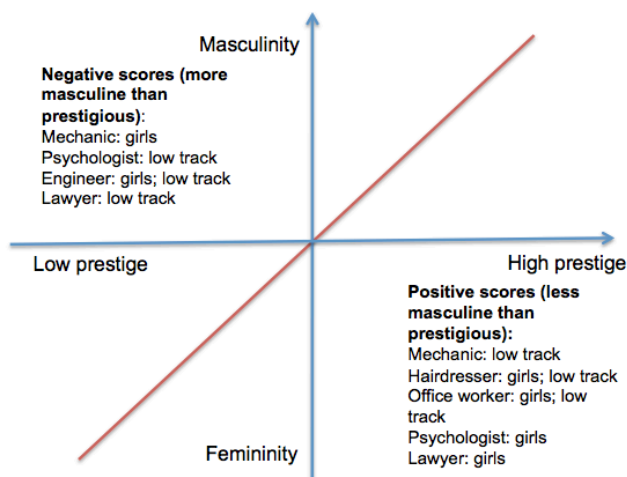 Masculinity
Negative scores (more
masculine than
prestigious):
Mechanic: girls
Psychologist: low track
Engineer: girls; low track
Lawyer: low track
Low prestige
High prestige
Positive scores (less
masculine than
prestigious):
Mechanic: low track
Hairdresser: girls; low track
Office worker: girls; low
track
Psychologist: girls
Lawyer: girls
Femininity